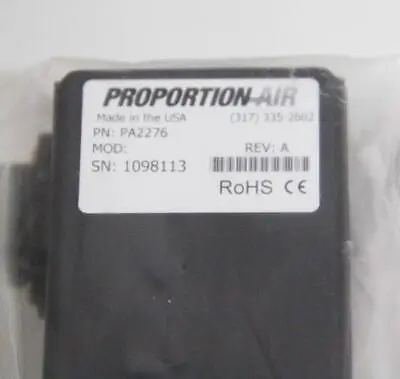 PROPORTION-AIR
Made in the USA (317) 335-2602
PN: PA2276
MOD: REV: A
SN: 1098113
RoHS CE